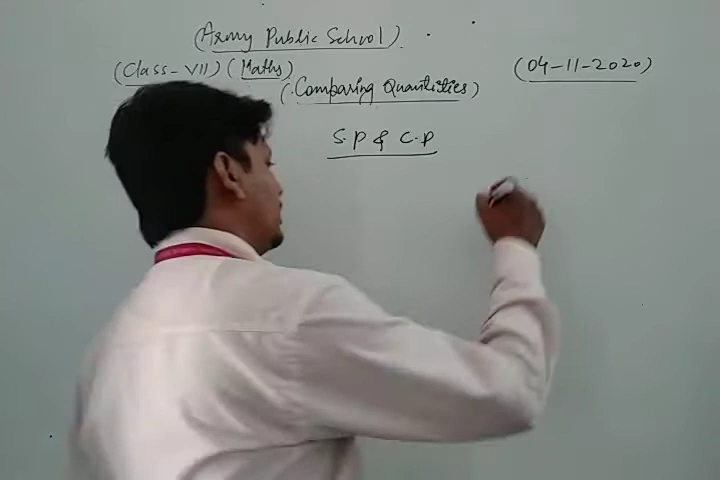 (Army Public School)
(Class-VII) (Maths) (04-11-2020)
(Comparing Quantities)
S.P & C.P